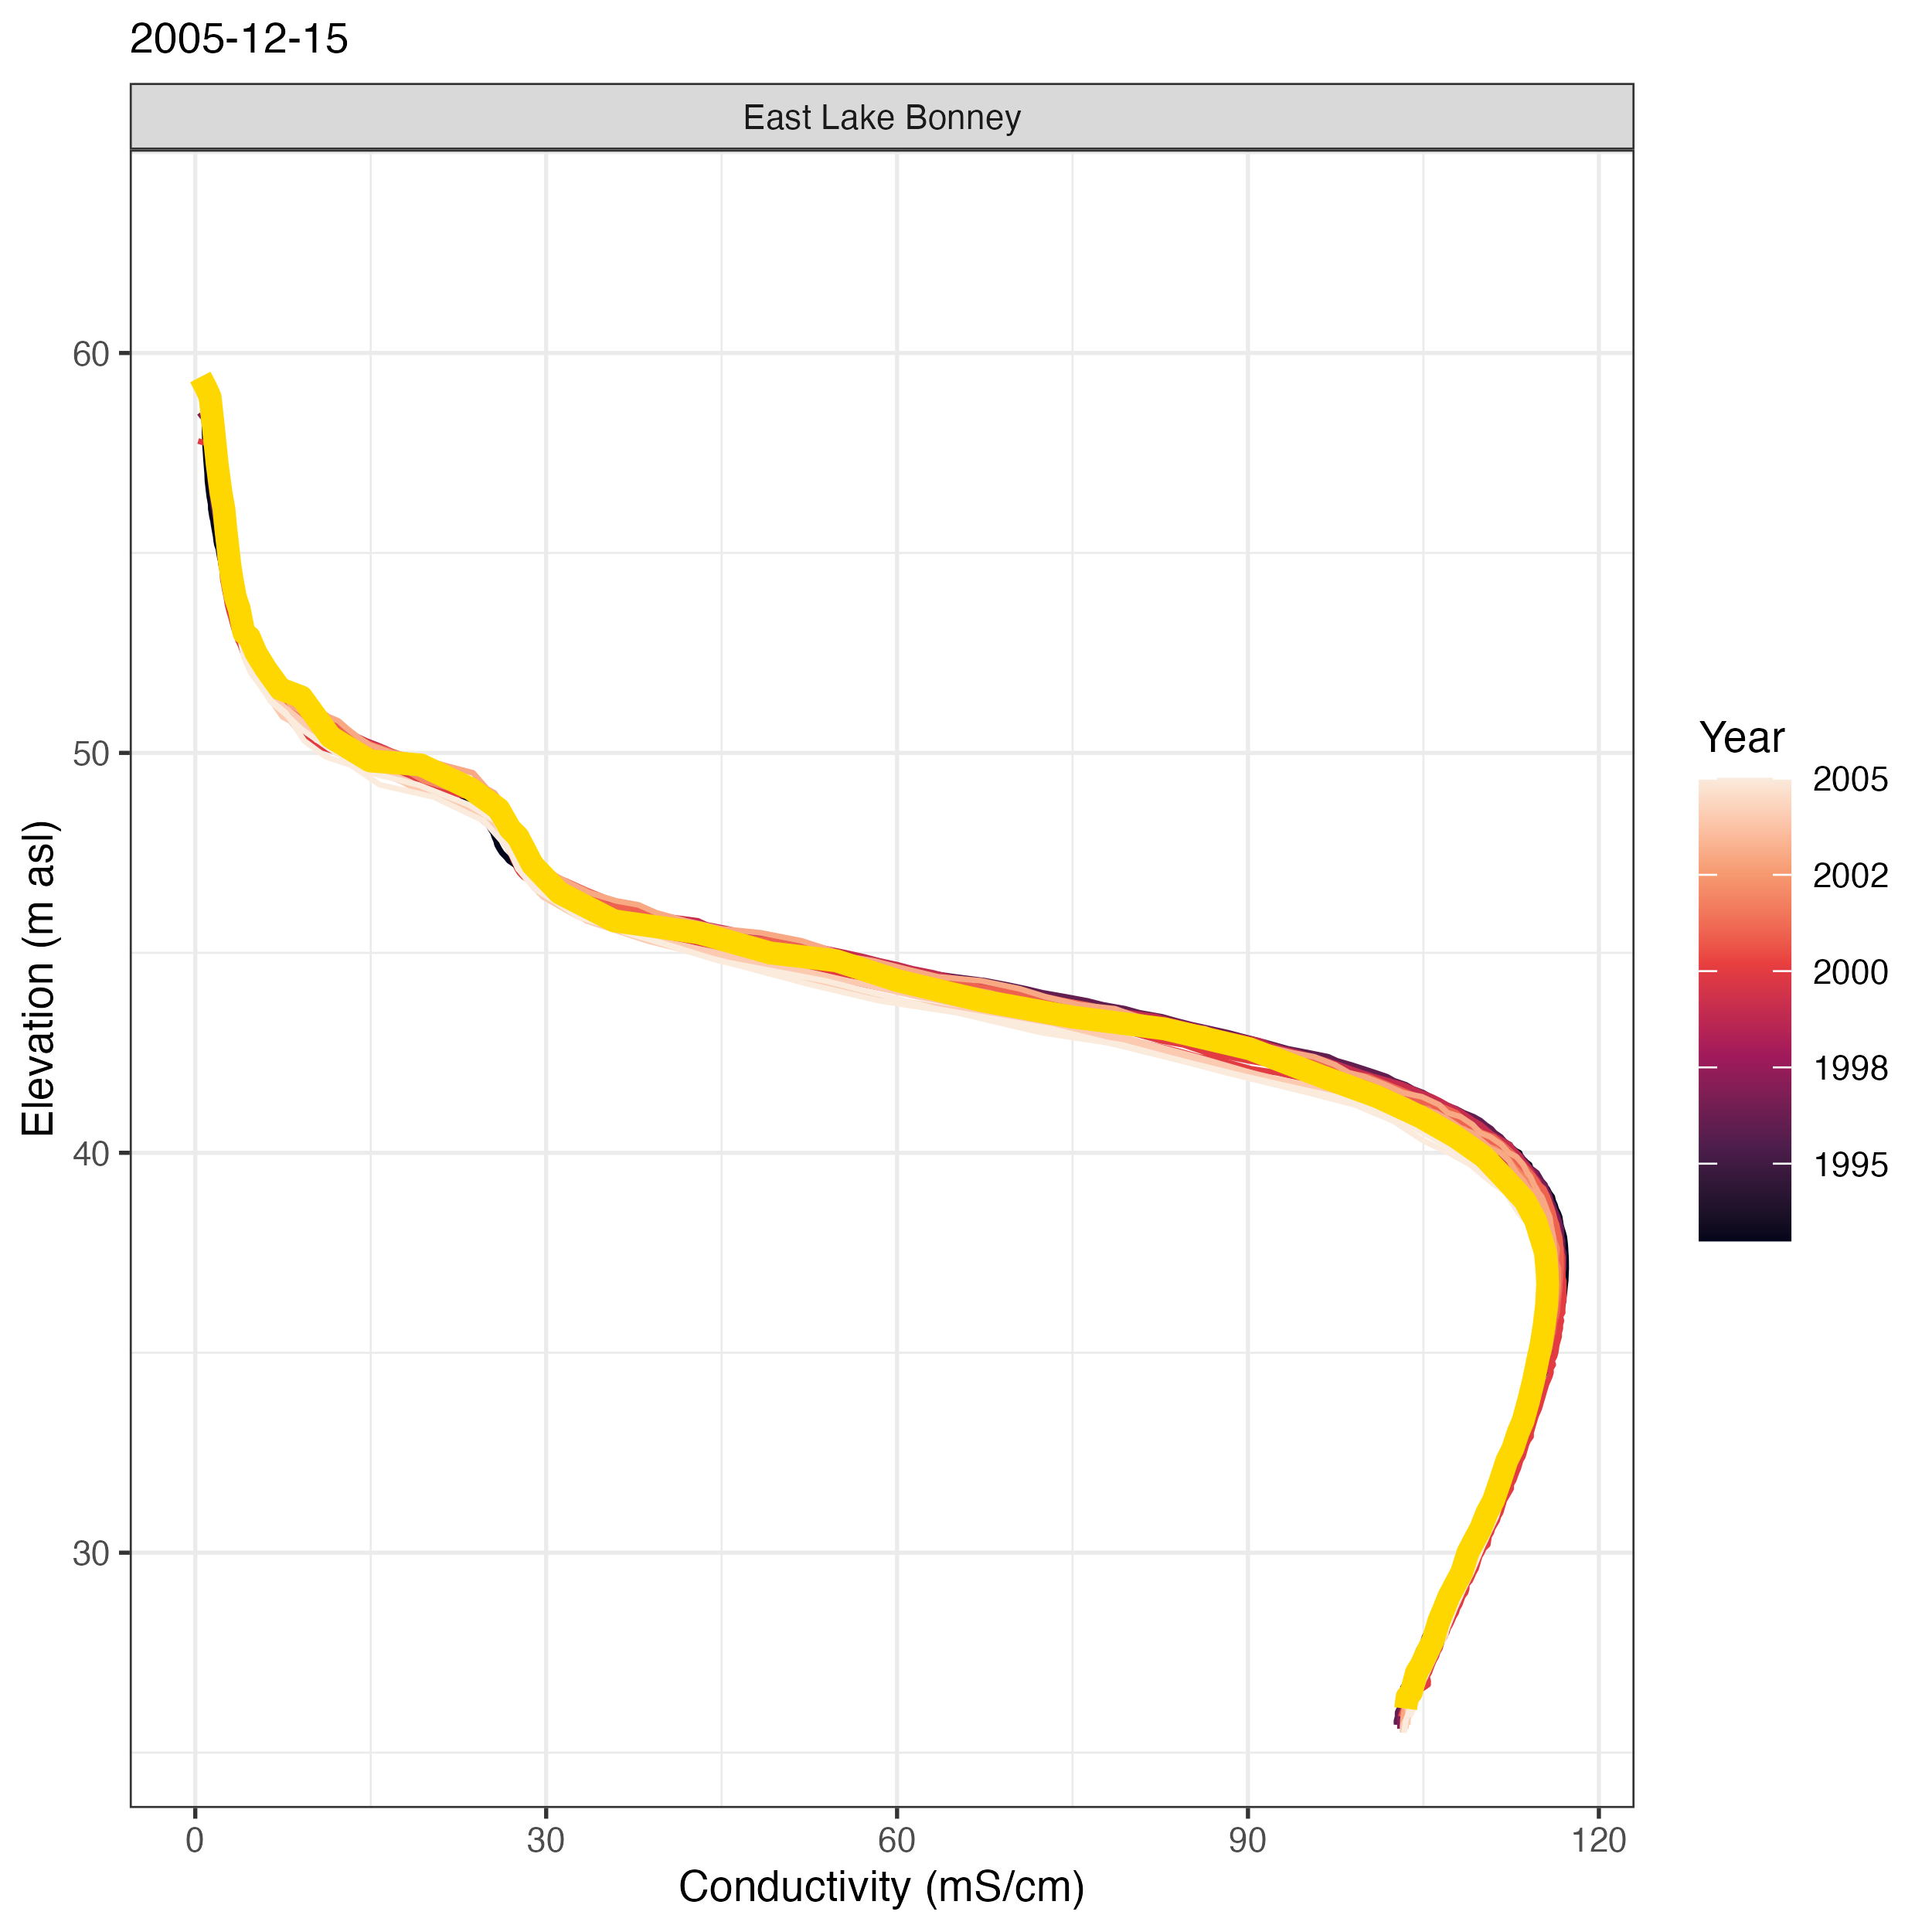 2005-12-15
East Lake Bonney
60
50
40
30
Elevation (m asl)
0 30 60 90 120
Conductivity (mS/cm)
Year
2005
2002
2000
1998
1995